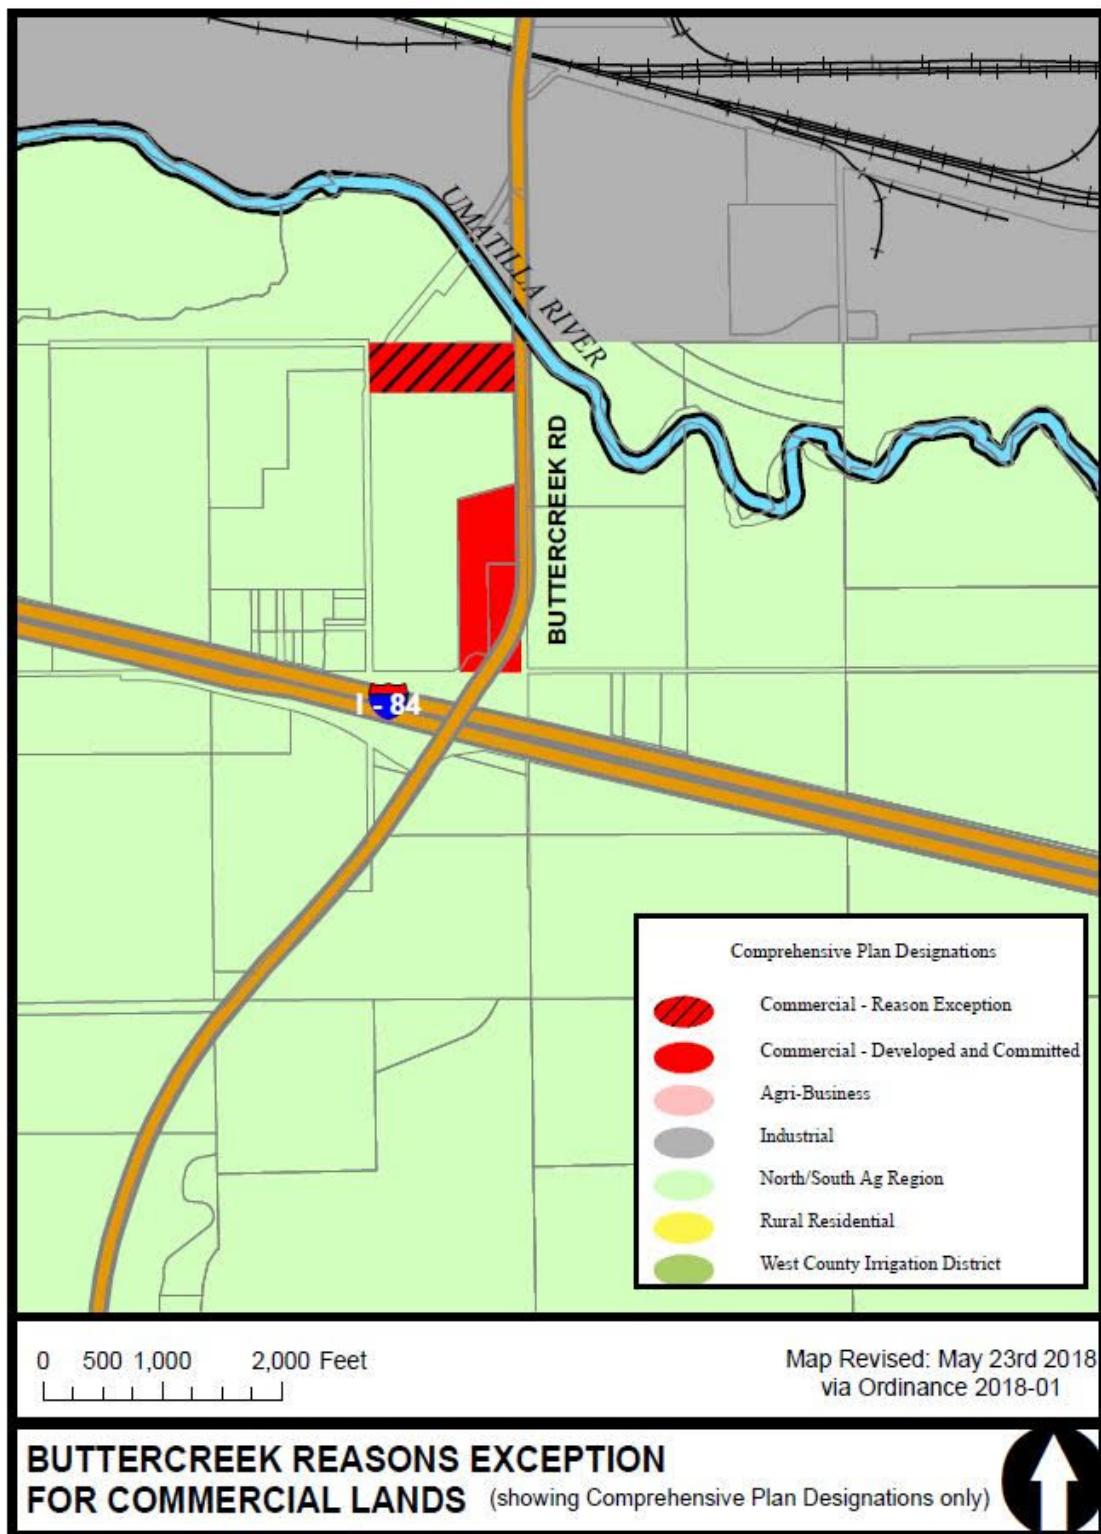 UMATILLA RIVER
BUTTERCREEK RD
I - 84
Comprehensive Plan Designations
Commercial - Reason Exception
Commercial - Developed and Committed
Agri-Business
Industrial
North/South Ag Region
Rural Residential
West County Irrigation District
0 500 1,000 2,000 Feet
Map Revised: May 23rd 2018
via Ordinance 2018-01
BUTTERCREEK REASONS EXCEPTION
FOR COMMERCIAL LANDS (showing Comprehensive Plan Designations only)